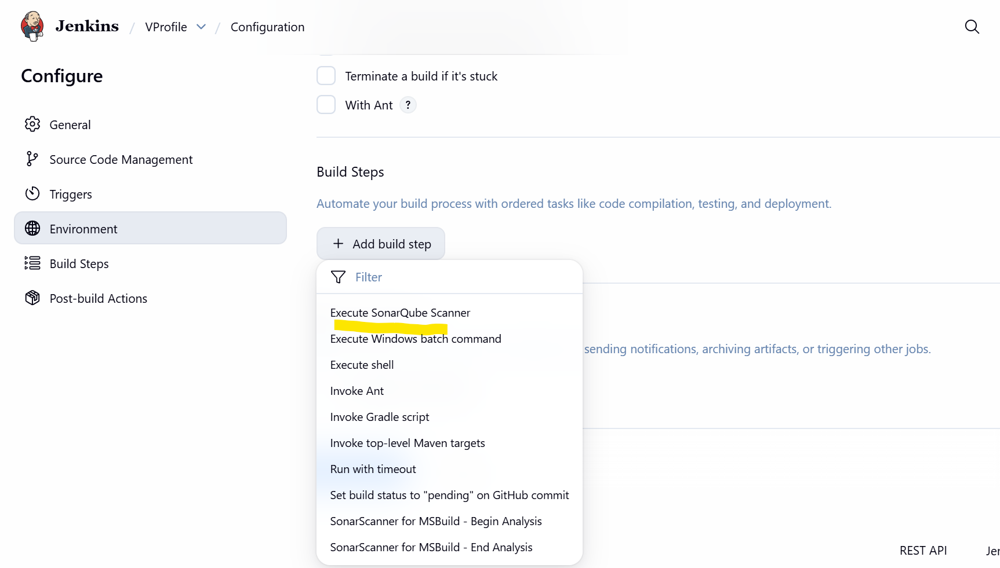 Jenkins / VProfile / Configuration
Configure
General
Source Code Management
Triggers
Environment
Build Steps
Post-build Actions
Terminate a build if it's stuck
With Ant ?
Build Steps
Automate your build process with ordered tasks like code compilation, testing, and deployment.
+ Add build step
Filter
Execute SonarQube Scanner
Execute Windows batch command
Execute shell
Invoke Ant
Invoke Gradle script
Invoke top-level Maven targets
Run with timeout
Set build status to "pending" on GitHub commit
SonarScanner for MSBuild - Begin Analysis
SonarScanner for MSBuild - End Analysis
sending notifications, archiving artifacts, or triggering other jobs.
REST API